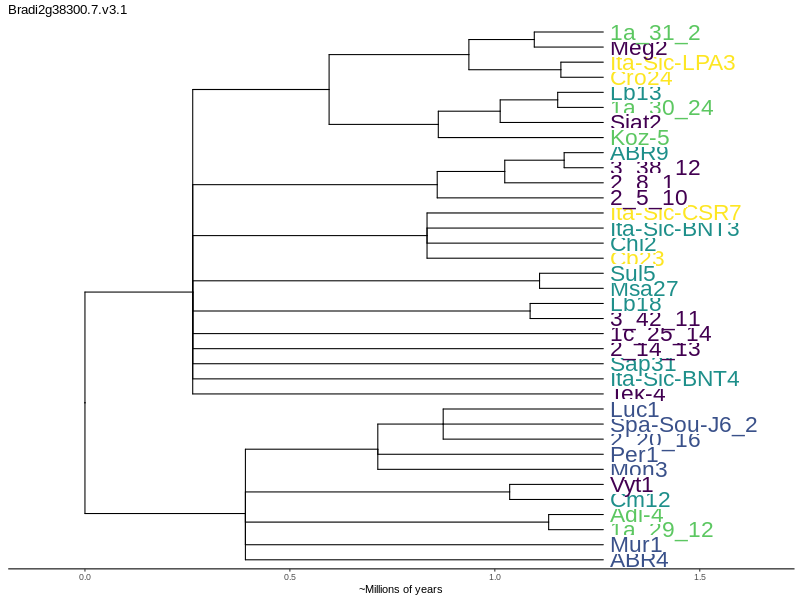 Bradi2g38300.7.v3.1
1a_31_2
Meg2
Ita-Sic-LPA3
Cro24
Lb13
1a_30_24
Siat2
Koz-5
ABR9
3_38_12
2_8_1
2_5_10
Ita-Sic-CSR7
Ita-Sic-BNT3
Chi2
Cb23
Sul5
Msa27
Lb18
3_42_11
1c_25_14
2_14_13
Sap31
Ita-Sic-BNT4
Tek-4
Luc1
Spa-Sou-J6_2
2_20_16
Per1
Mon3
Vyt1
Cm12
Adi-4
1a_29_12
Mur1
ABR4
0.0 0.5 1.0 1.5
~Millions of years